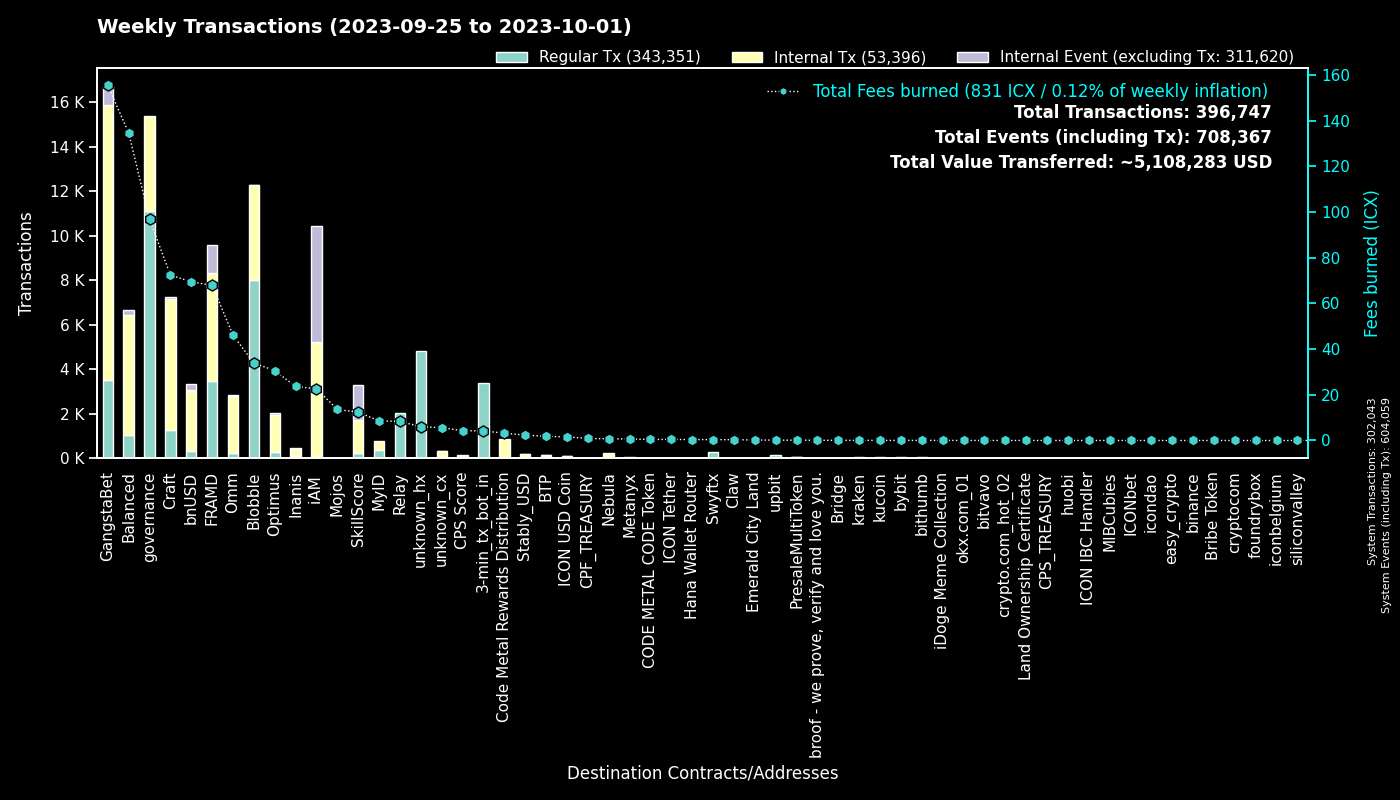 Weekly Transactions (2023-09-25 to 2023-10-01)
Regular Tx (343,351)
Internal Tx (53,396)
Internal Event (excluding Tx: 311,620)
Total Fees burned (831 ICX / 0.12% of weekly inflation)
Total Transactions: 396,747
Total Events (including Tx): 708,367
Total Value Transferred: ~5,108,283 USD
Transactions
16 K
14 K
12 K
10 K
8 K
6 K
4 K
2 K
0 K
160
140
120
100
80
60
40
20
0
Fees burned (ICX)
GangstaBet
Balanced
governance
Craft
bnUSD
FRAMD
Omm
Blobble
Optimus
Inanis
iAM
Mojos
SkillScore
MyID
Relay
unknown_hx
unknown_cx
CPS Score
3-min_tx_bot_in
Code Metal Rewards Distribution
Stably_USD
BTP
ICON USD Coin
CPF_TREASURY
Nebula
Metanyx
CODE METAL CODE Token
ICON Tether
Hana Wallet Router
Swyftx
Claw
Emerald City Land
upbit
PresaleMultiToken
broof - we prove, verify and love you.
Bridge
kraken
kucoin
bybit
bithumb
iDoge Meme Collection
okx.com_01
bitvavo
crypto.com_hot_02
Land Ownership Certificate
CPS_TREASURY
huobi
ICON IBC Handler
MIBCubies
ICONbet
icondao
easy_crypto
binance
Bribe Token
cryptocom
foundrybox
iconbelgium
siliconvalley
Destination Contracts/Addresses
System Transactions: 302,043
System Events (including Tx): 604,059